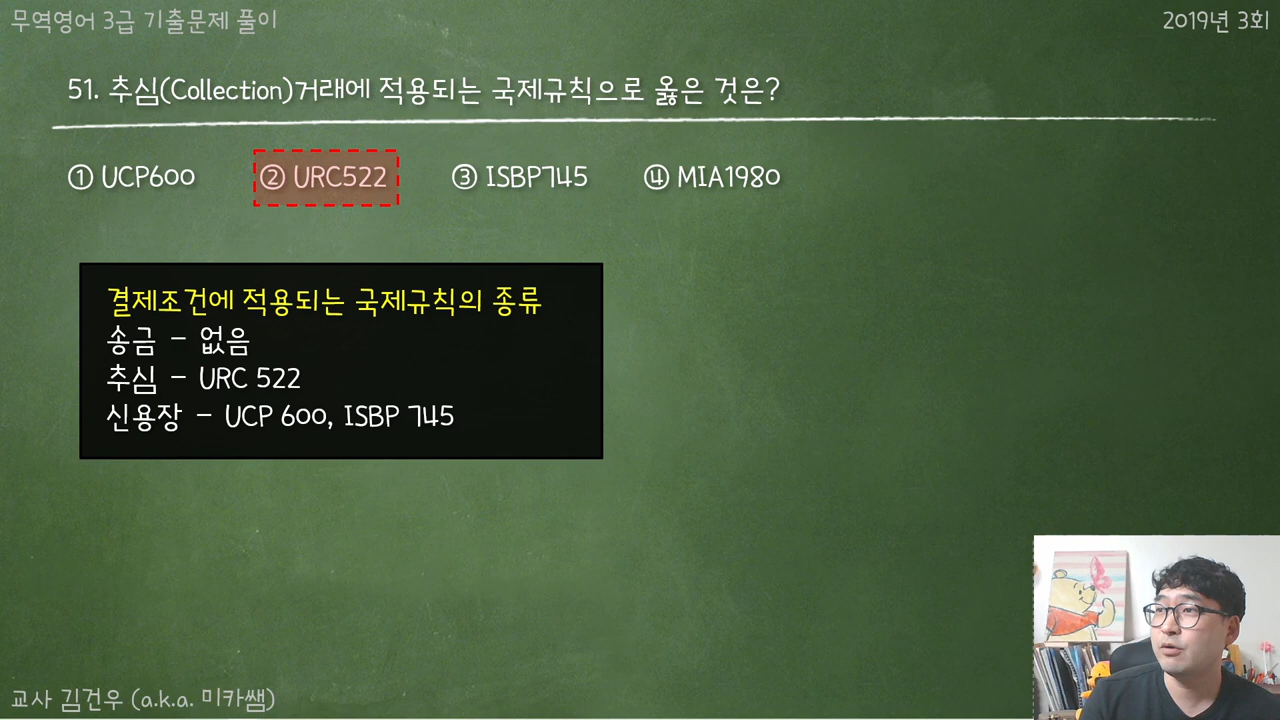 무역영어 3급 기출문제 풀이
2019년 3회
51. 추심(Collection)거래에 적용되는 국제규칙으로 옳은 것은?
① UCP600 ② URC522 ③ ISBP745 ④ MIA1980
결제조건에 적용되는 국제규칙의 종류
송금 - 없음
추심 - URC 522
신용장 - UCP 600, ISBP 745
교사 김건우 (a.k.a. 미카쌤)